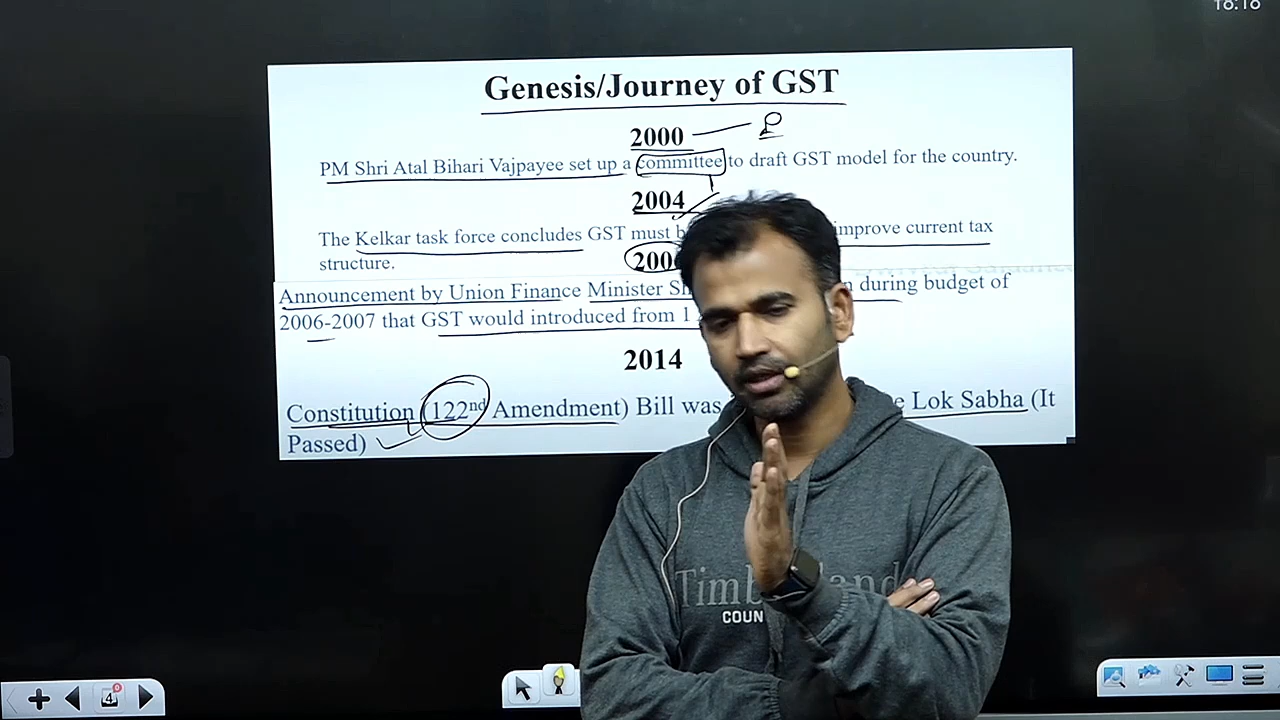 16:16
Genesis/Journey of GST
2000
PM Shri Atal Bihari Vajpayee set up a committee to draft GST model for the country.
2004
The Kelkar task force concludes GST must improve current tax
structure.
200
Announcement by Union Finance Minister during budget of
2006-2007 that GST would introduced from 1
2014
Constitution (122nd Amendment) Bill was Lok Sabha (It
Passed)
Timb land
COUN
4